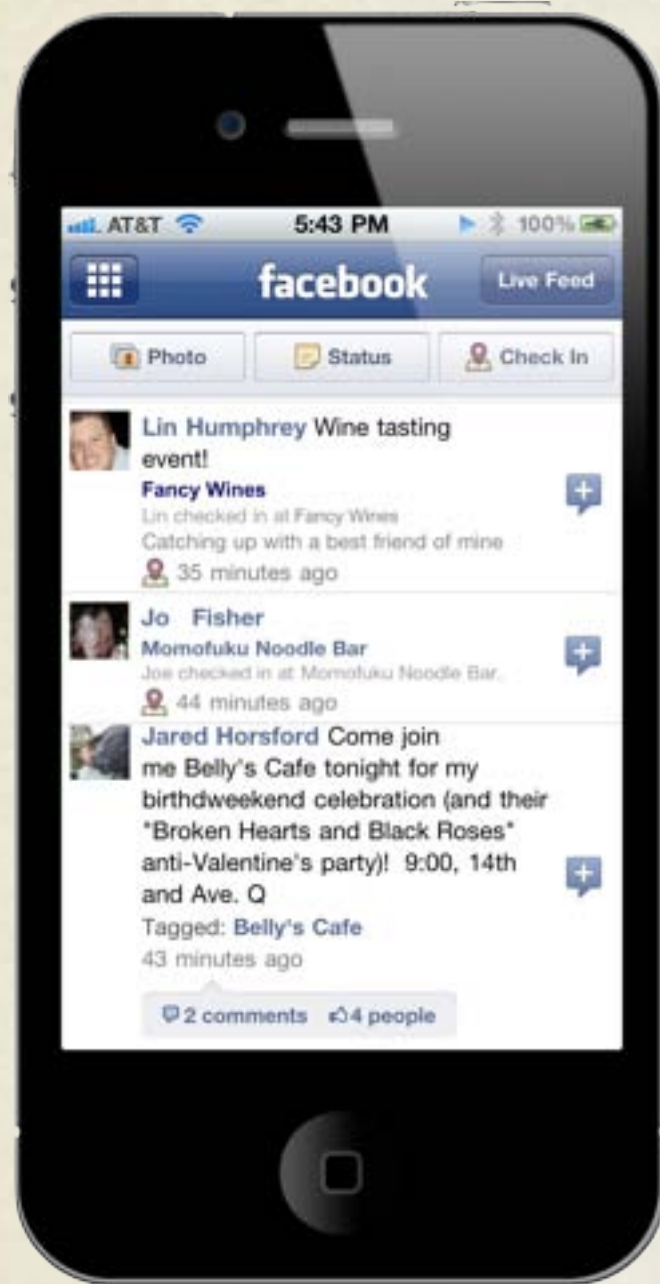 AT&T 5:43 PM 100%
facebook Live Feed
Photo Status Check In
Lin Humphrey Wine tasting
event!
Fancy Wines
Lin checked in at Fancy Wines
Catching up with a best friend of mine
35 minutes ago
Jo Fisher
Momofuku Noodle Bar
Joe checked in at Momofuku Noodle Bar.
44 minutes ago
Jared Horsford Come join
me Belly's Cafe tonight for my
birthdweekend celebration (and their
"Broken Hearts and Black Roses"
anti-Valentine's party)! 9:00, 14th
and Ave. Q
Tagged: Belly's Cafe
43 minutes ago
2 comments 4 people